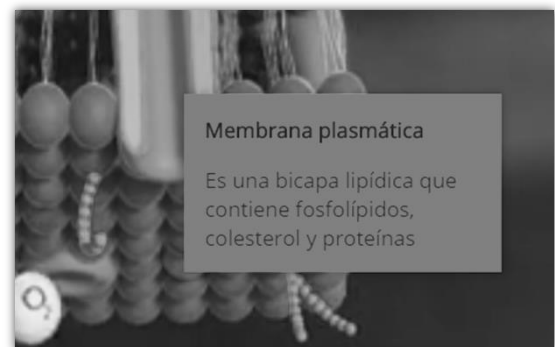 Membrana plasmática
Es una bicapa lipídica que
contiene fosfolípidos,
colesterol y proteínas
O₂